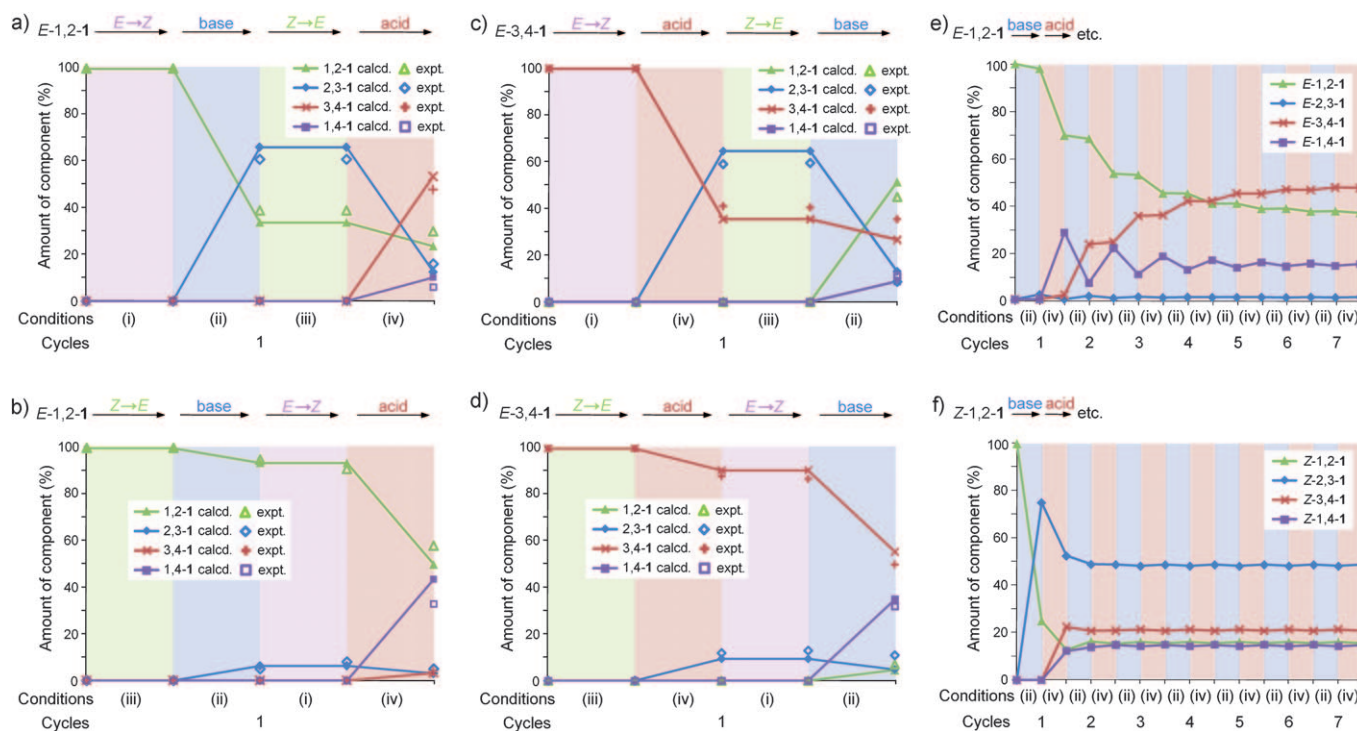 a)
E→Z base Z→E acid
E-1,2-1
Amount of component (%)
100
80
60
40
20
0
1,2-1 calcd. expt.
2,3-1 calcd. expt.
3,4-1 calcd. expt.
1,4-1 calcd. expt.
Conditions (i) (ii) (iii) (iv)
Cycles 1
b)
Z→E base E→Z acid
E-1,2-1
Amount of component (%)
100
80
60
40
20
0
1,2-1 calcd. expt.
2,3-1 calcd. expt.
3,4-1 calcd. expt.
1,4-1 calcd. expt.
Conditions (iii) (ii) (i) (iv)
Cycles 1
c)
E→Z acid Z→E base
E-3,4-1
Amount of component (%)
100
80
60
40
20
0
1,2-1 calcd. expt.
2,3-1 calcd. expt.
3,4-1 calcd. expt.
1,4-1 calcd. expt.
Conditions (i) (iv) (iii) (ii)
Cycles 1
d)
Z→E acid E→Z base
E-3,4-1
Amount of component (%)
100
80
60
40
20
0
1,2-1 calcd. expt.
2,3-1 calcd. expt.
3,4-1 calcd. expt.
1,4-1 calcd. expt.
Conditions (iii) (iv) (i) (ii)
Cycles 1
e)
E-1,2-1 base acid etc.
Amount of component (%)
100
80
60
40
20
0
E-1,2-1
E-2,3-1
E-3,4-1
E-1,4-1
Conditions (ii) (iv) (ii) (iv) (ii) (iv) (ii) (iv) (ii) (iv) (ii) (iv) (ii) (iv)
Cycles 1 2 3 4 5 6 7
f)
Z-1,2-1 base acid etc.
Amount of component (%)
100
80
60
40
20
0
Z-1,2-1
Z-2,3-1
Z-3,4-1
Z-1,4-1
Conditions (ii) (iv) (ii) (iv) (ii) (iv) (ii) (iv) (ii) (iv) (ii) (iv) (ii) (iv)
Cycles 1 2 3 4 5 6 7